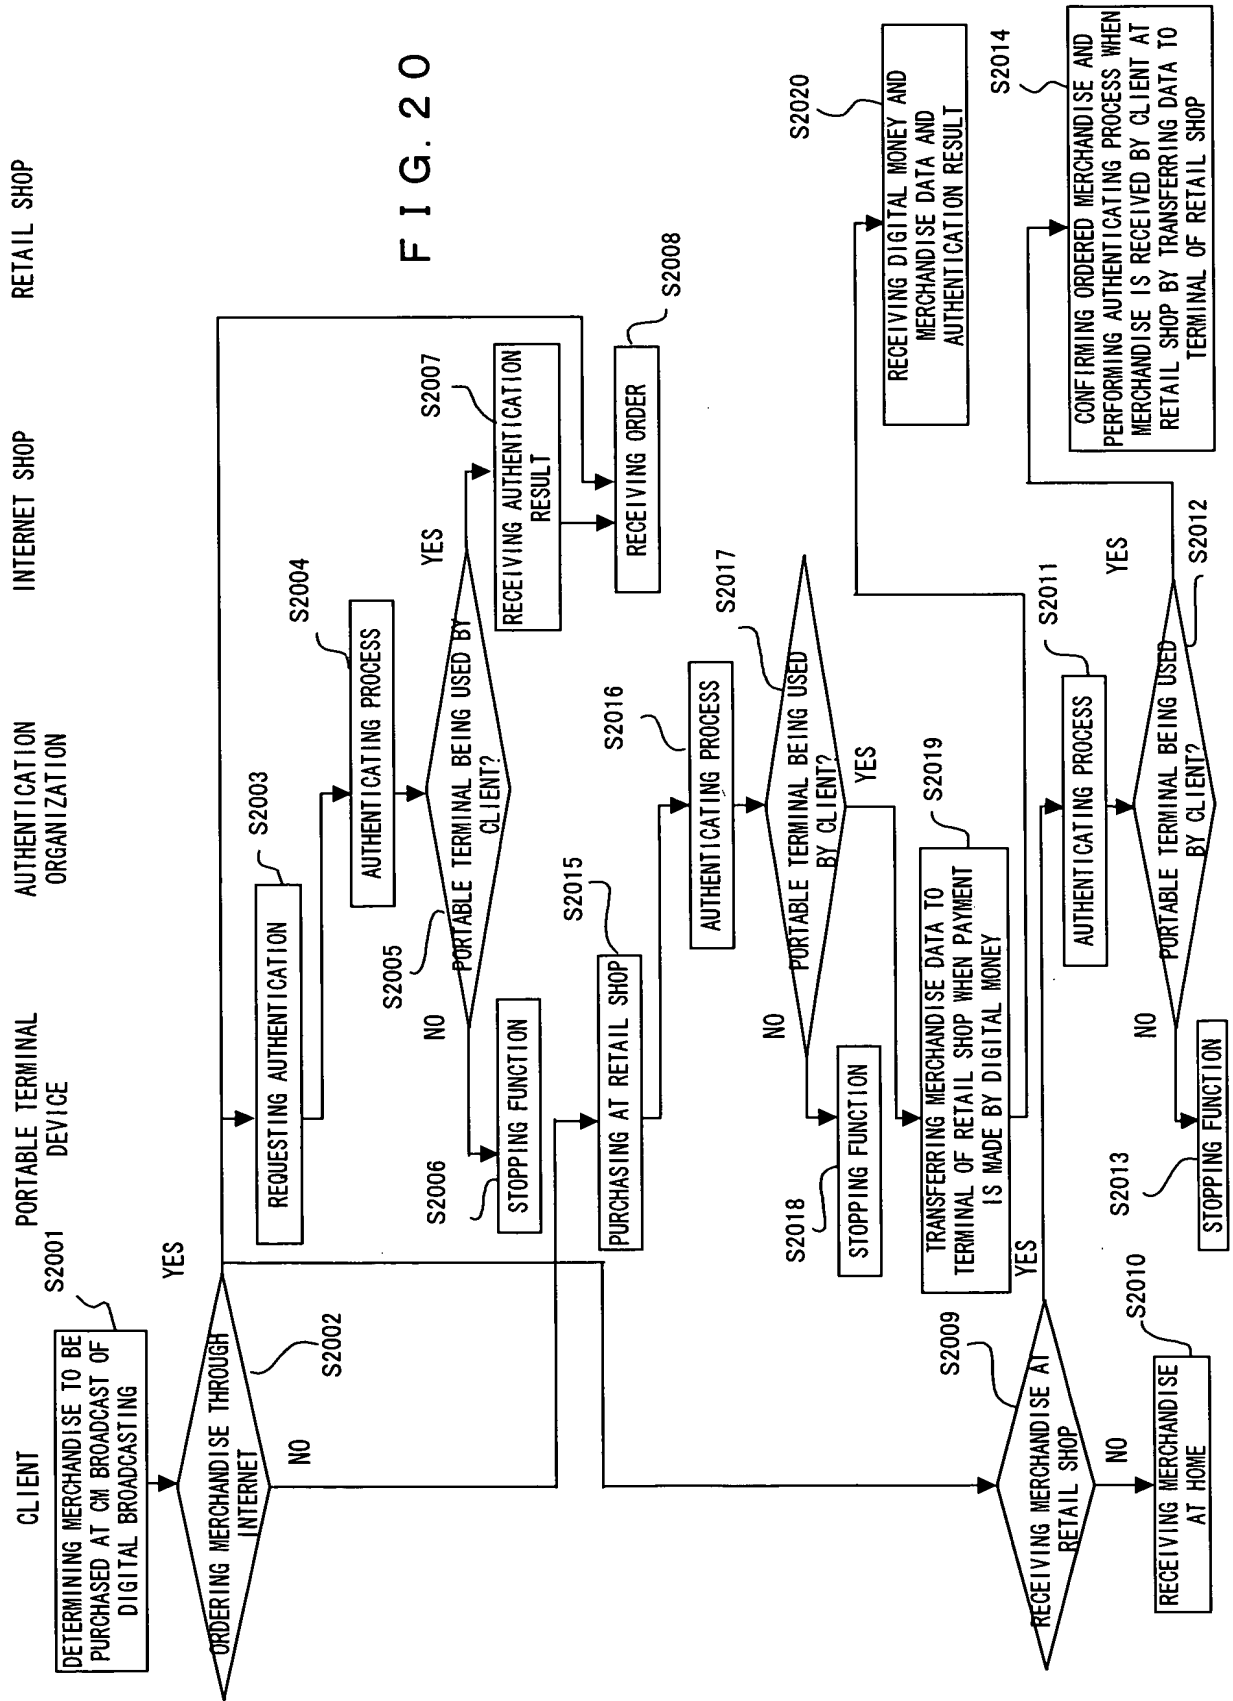 CLIENT
PORTABLE TERMINAL
DEVICE
AUTHENTICATION
ORGANIZATION
INTERNET SHOP
RETAIL SHOP
F I G. 2 0
S2001
DETERMINING MERCHANDISE TO BE
PURCHASED AT CM BROADCAST OF
DIGITAL BROADCASTING
ORDERING MERCHANDISE THROUGH
INTERNET
S2002
YES
NO
S2003
REQUESTING AUTHENTICATION
S2004
AUTHENTICATING PROCESS
S2005
PORTABLE TERMINAL BEING USED BY
CLIENT?
NO
YES
S2006
STOPPING FUNCTION
S2007
RECEIVING AUTHENTICATION
RESULT
S2008
RECEIVING ORDER
S2015
PURCHASING AT RETAIL SHOP
S2016
AUTHENTICATING PROCESS
S2017
PORTABLE TERMINAL BEING USED
BY CLIENT?
NO
YES
S2018
STOPPING FUNCTION
S2019
TRANSFERRING MERCHANDISE DATA TO
TERMINAL OF RETAIL SHOP WHEN PAYMENT
IS MADE BY DIGITAL MONEY
S2020
RECEIVING DIGITAL MONEY AND
MERCHANDISE DATA AND
AUTHENTICATION RESULT
S2009
RECEIVING MERCHANDISE AT
RETAIL SHOP
YES
NO
S2010
RECEIVING MERCHANDISE
AT HOME
S2011
AUTHENTICATING PROCESS
S2012
PORTABLE TERMINAL BEING USED
BY CLIENT?
NO
YES
S2013
STOPPING FUNCTION
S2014
CONFIRMING ORDERED MERCHANDISE AND
PERFORMING AUTHENTICATING PROCESS WHEN
MERCHANDISE IS RECEIVED BY CLIENT AT
RETAIL SHOP BY TRANSFERRING DATA TO
TERMINAL OF RETAIL SHOP